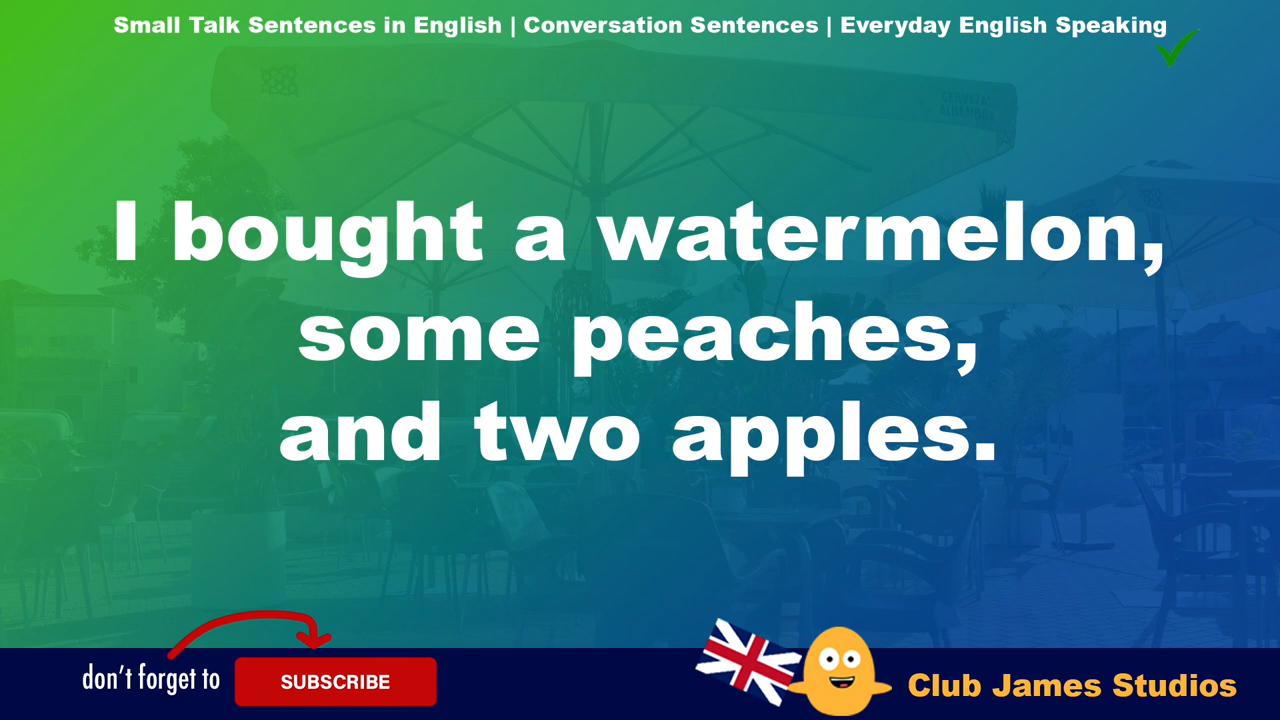 Small Talk Sentences in English | Conversation Sentences | Everyday English Speaking
I bought a watermelon,
some peaches,
and two apples.
don't forget to
SUBSCRIBE
Club James Studios